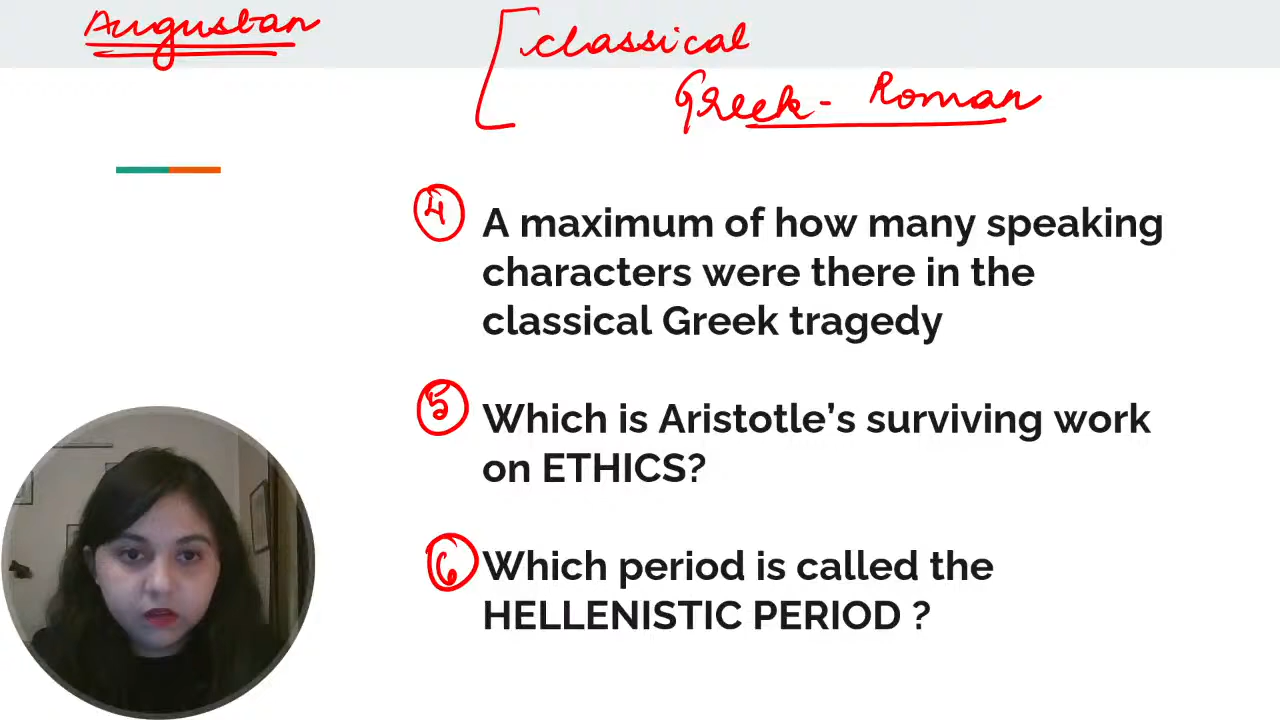 Augustan
classical
Greek - Roman
4 A maximum of how many speaking
characters were there in the
classical Greek tragedy
5 Which is Aristotle’s surviving work
on ETHICS?
6 Which period is called the
HELLENISTIC PERIOD ?